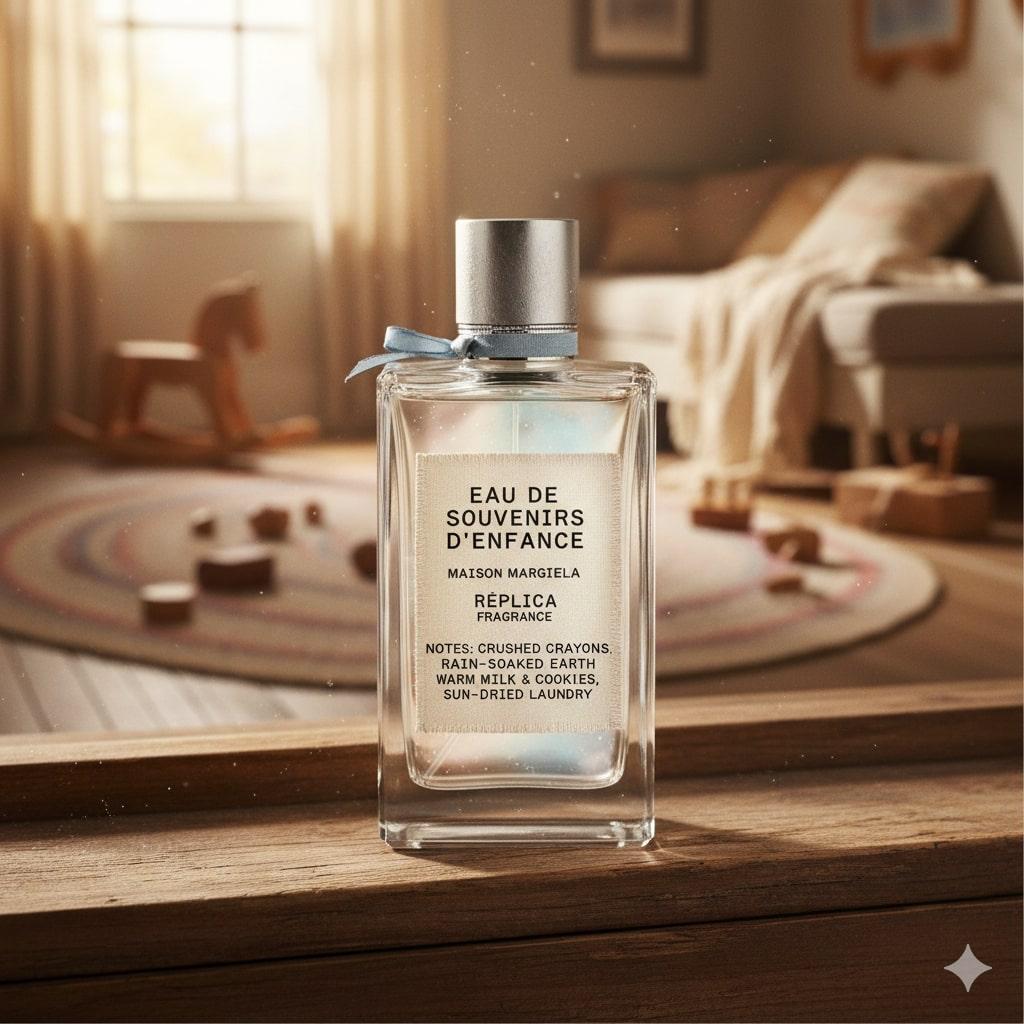 EAU DE
SOUVENIRS
D'ENFANCE
MAISON MARGIELA
RÉPLICA
FRAGRANCE
NOTES: CRUSHED CRAYONS,
RAIN-SOAKED EARTH
WARM MILK & COOKIES,
SUN-DRIED LAUNDRY